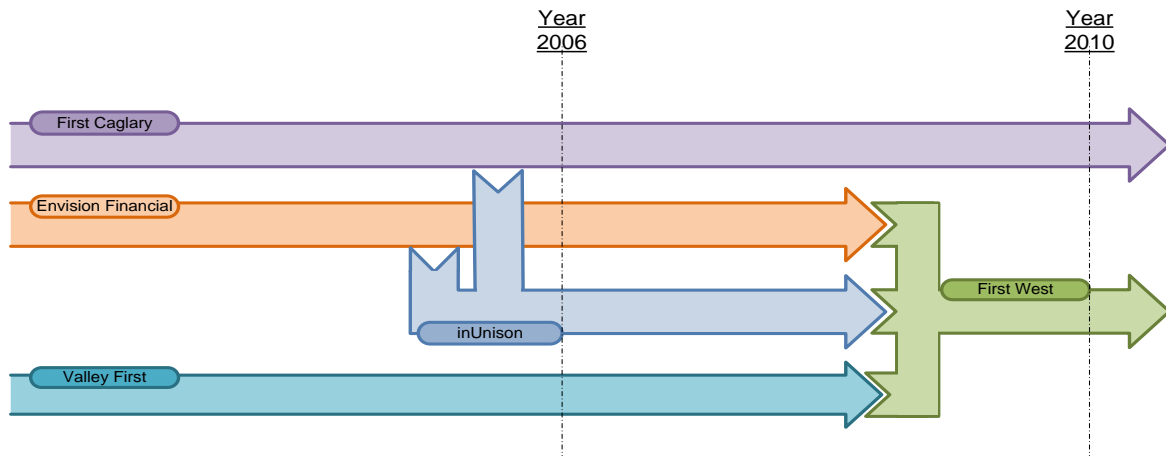 Year
2006
Year
2010
First Caglary
Envision Financial
First West
inUnison
Valley First